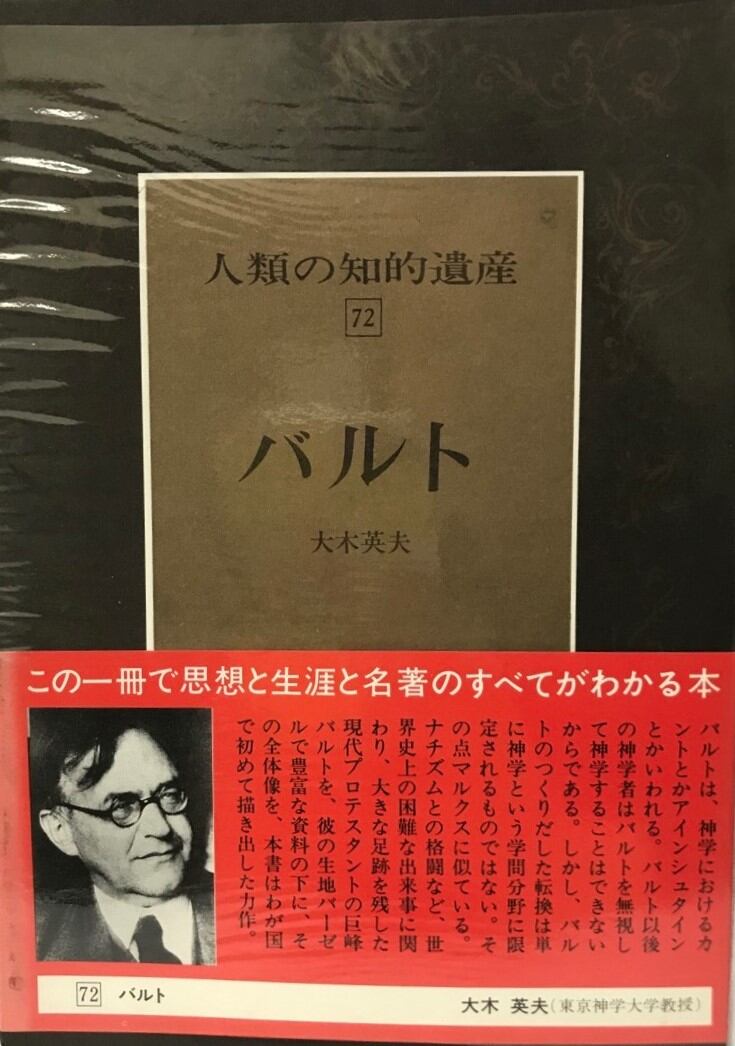 人類の知的遺産
72
バルト
大木英夫
この一冊で思想と生涯と名著のすべてがわかる本
バルトは、神学におけるカ
ントとかアインシュタイン
とかいわれる。バルト以後
の神学者はバルトを無視し
て神学することはできない
からである。しかし、バル
トのつくりだした転換は単
に神学という学問分野に限
定されるものではない。そ
の点マルクスに似ている。
ナチズムとの格闘など、世
界史上の困難な出来事に関
わり、大きな足跡を残した
現代プロテスタントの巨峰
バルトを、彼の生地バーゼ
ルで豊富な資料の下に、そ
の全体像を、本書はわが国
で初めて描き出した力作。
72 バルト
大木 英夫(東京神学大学教授)